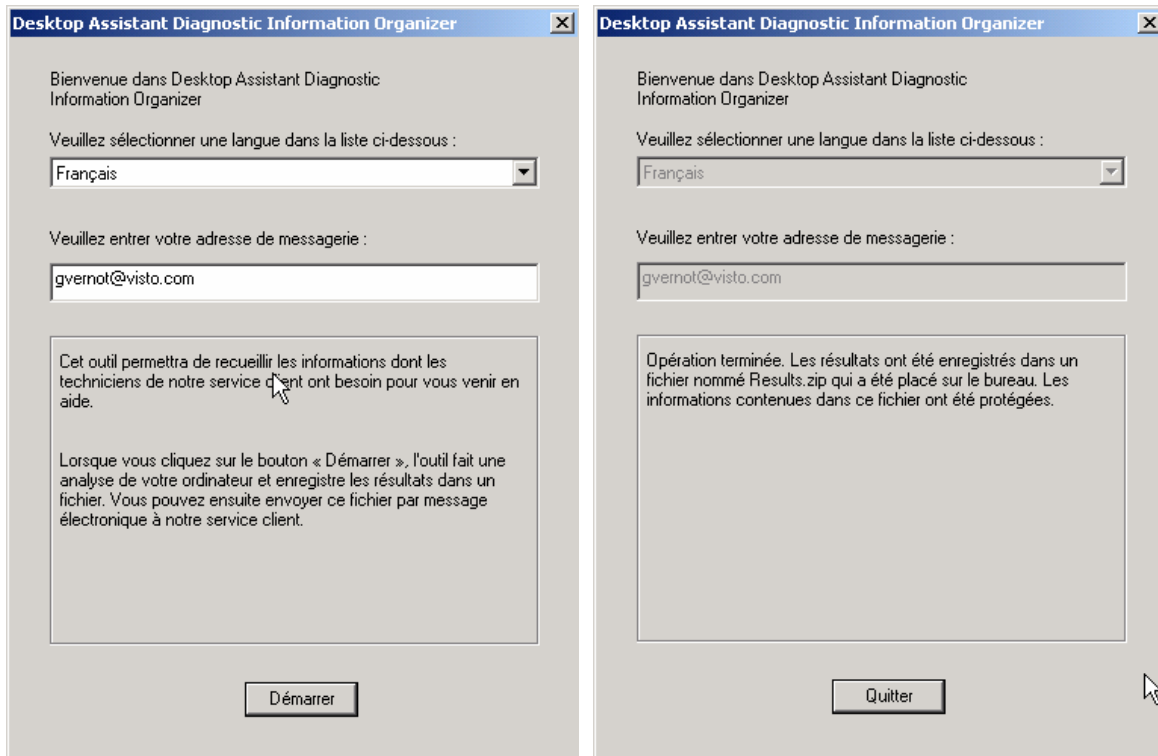 Desktop Assistant Diagnostic Information Organizer
Bienvenue dans Desktop Assistant Diagnostic
Information Organizer
Veuillez sélectionner une langue dans la liste ci-dessous :
Français
Veuillez entrer votre adresse de messagerie :
gvernot@visto.com
Cet outil permettra de recueillir les informations dont les
techniciens de notre service client ont besoin pour vous venir en
aide.
Lorsque vous cliquez sur le bouton « Démarrer », l'outil fait une
analyse de votre ordinateur et enregistre les résultats dans un
fichier. Vous pouvez ensuite envoyer ce fichier par message
électronique à notre service client.
Démarrer
Desktop Assistant Diagnostic Information Organizer
Bienvenue dans Desktop Assistant Diagnostic
Information Organizer
Veuillez sélectionner une langue dans la liste ci-dessous :
Français
Veuillez entrer votre adresse de messagerie :
gvernot@visto.com
Opération terminée. Les résultats ont été enregistrés dans un
fichier nommé Results.zip qui a été placé sur le bureau. Les
informations contenues dans ce fichier ont été protégées.
Quitter